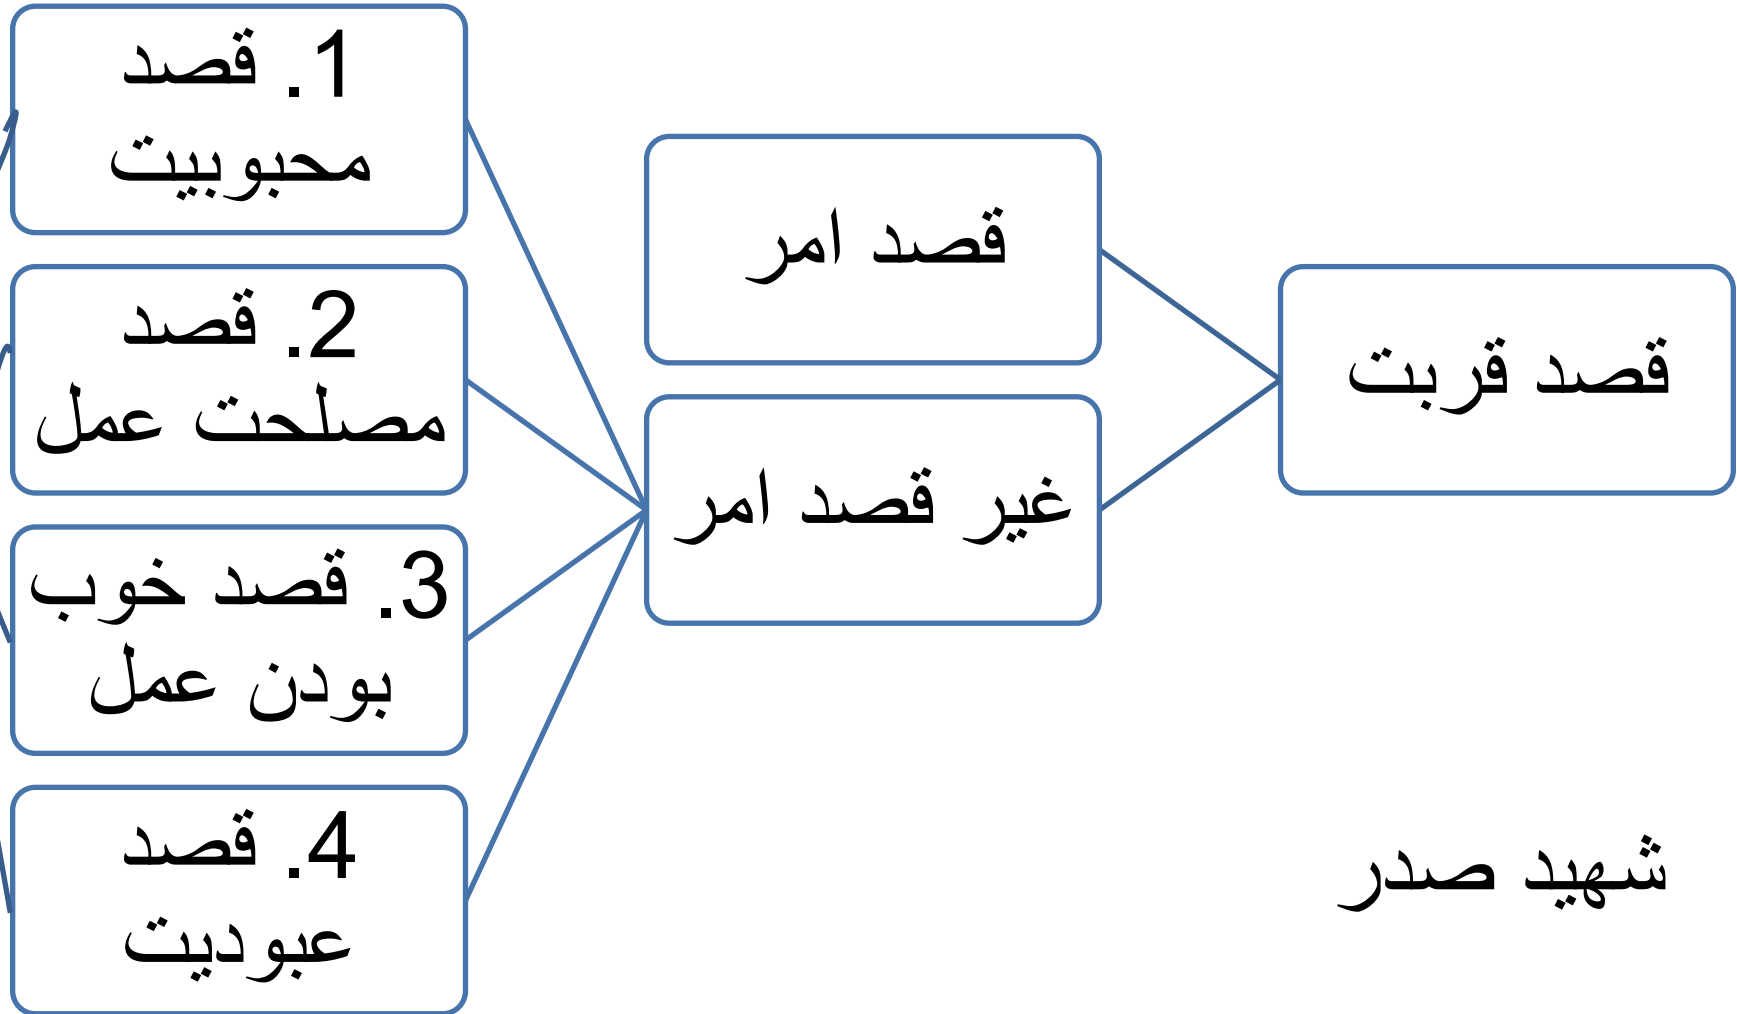 قصد قربت
قصد امر
غیر قصد امر
1. قصد
محبوبیت
2. قصد
مصلحت عمل
3. قصد خوب
بودن عمل
4. قصد
عبودیت
شهید صدر